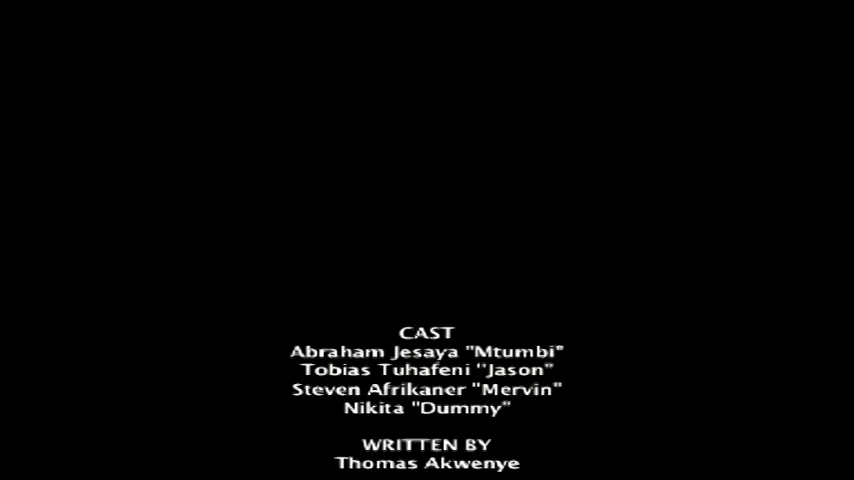 CAST
Abraham Jesaya "Mtumbi"
Tobias Tuhafeni "Jason"
Steven Afrikaner "Mervin"
Nikita "Dummy"
WRITTEN BY
Thomas Akwenye